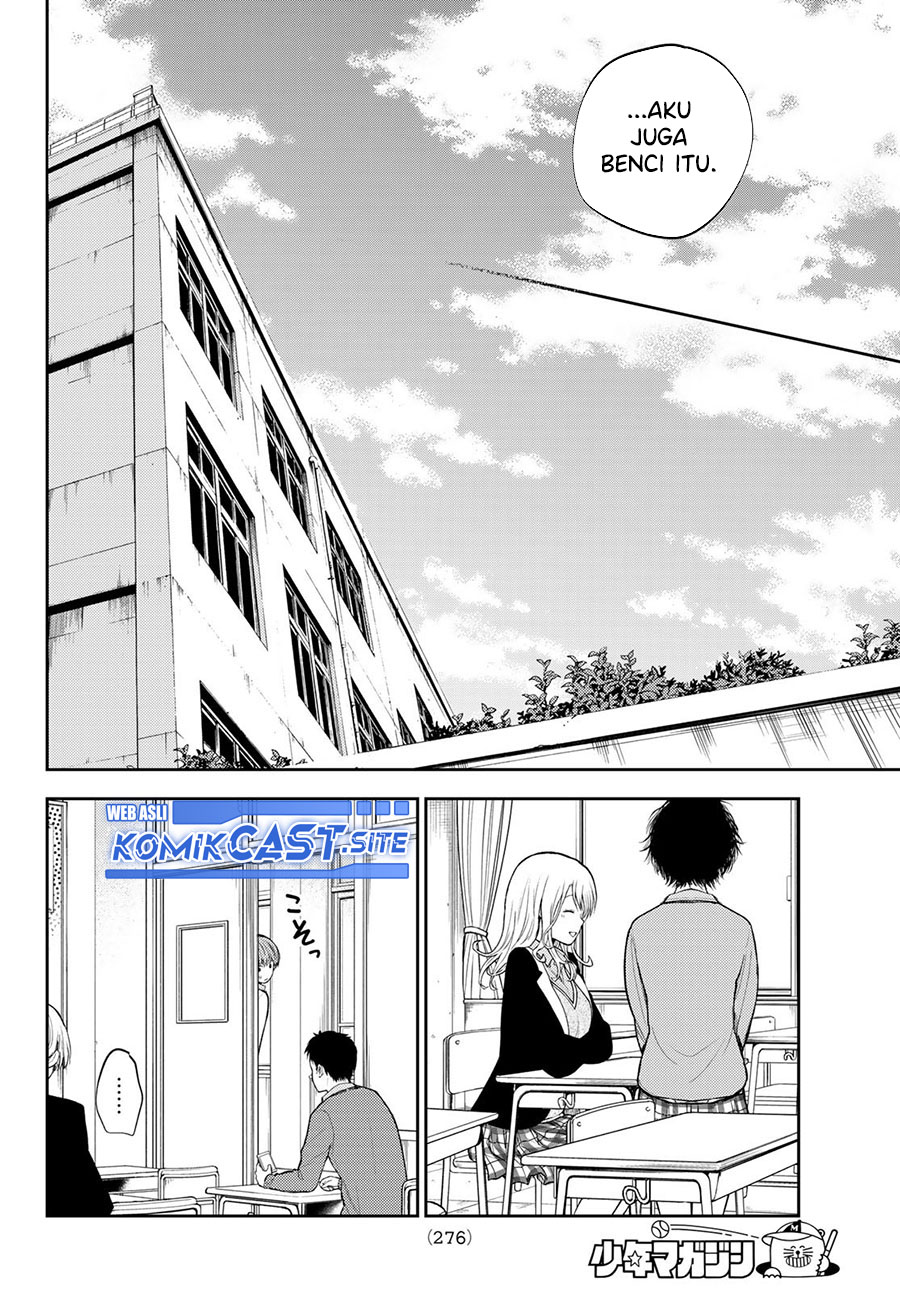 ...AKU
JUGA
BENCI ITU.
WEB ASLI
KOMIKCAST.SITE
こそっ
……
(276)
M
少年マガジン